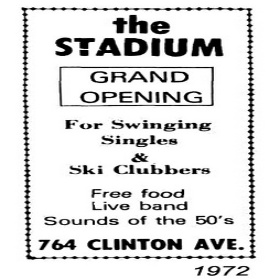 the
STADIUM
GRAND
OPENING
For Swinging
Singles
&
Ski Clubbers
Free food
Live band
Sounds of the 50's
764 CLINTON AVE.
1972